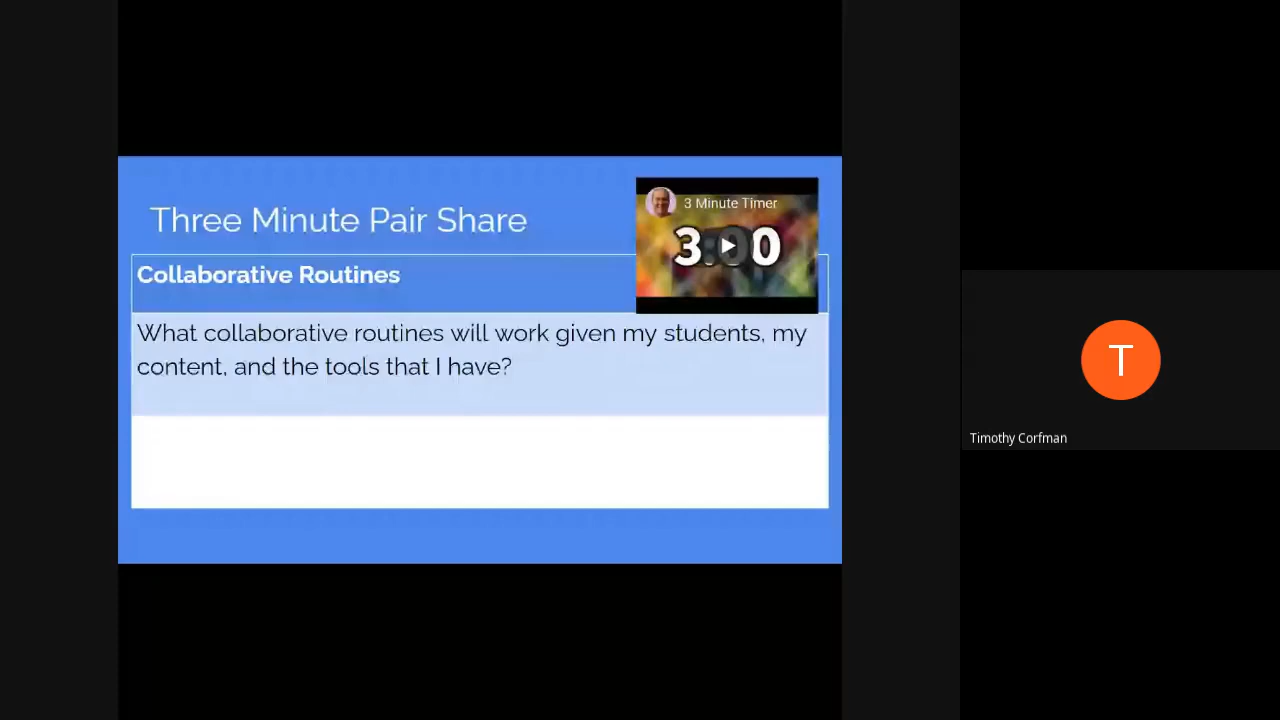 Three Minute Pair Share
3 Minute Timer
3:00
Collaborative Routines
What collaborative routines will work given my students, my
content, and the tools that I have?
T
Timothy Corfman